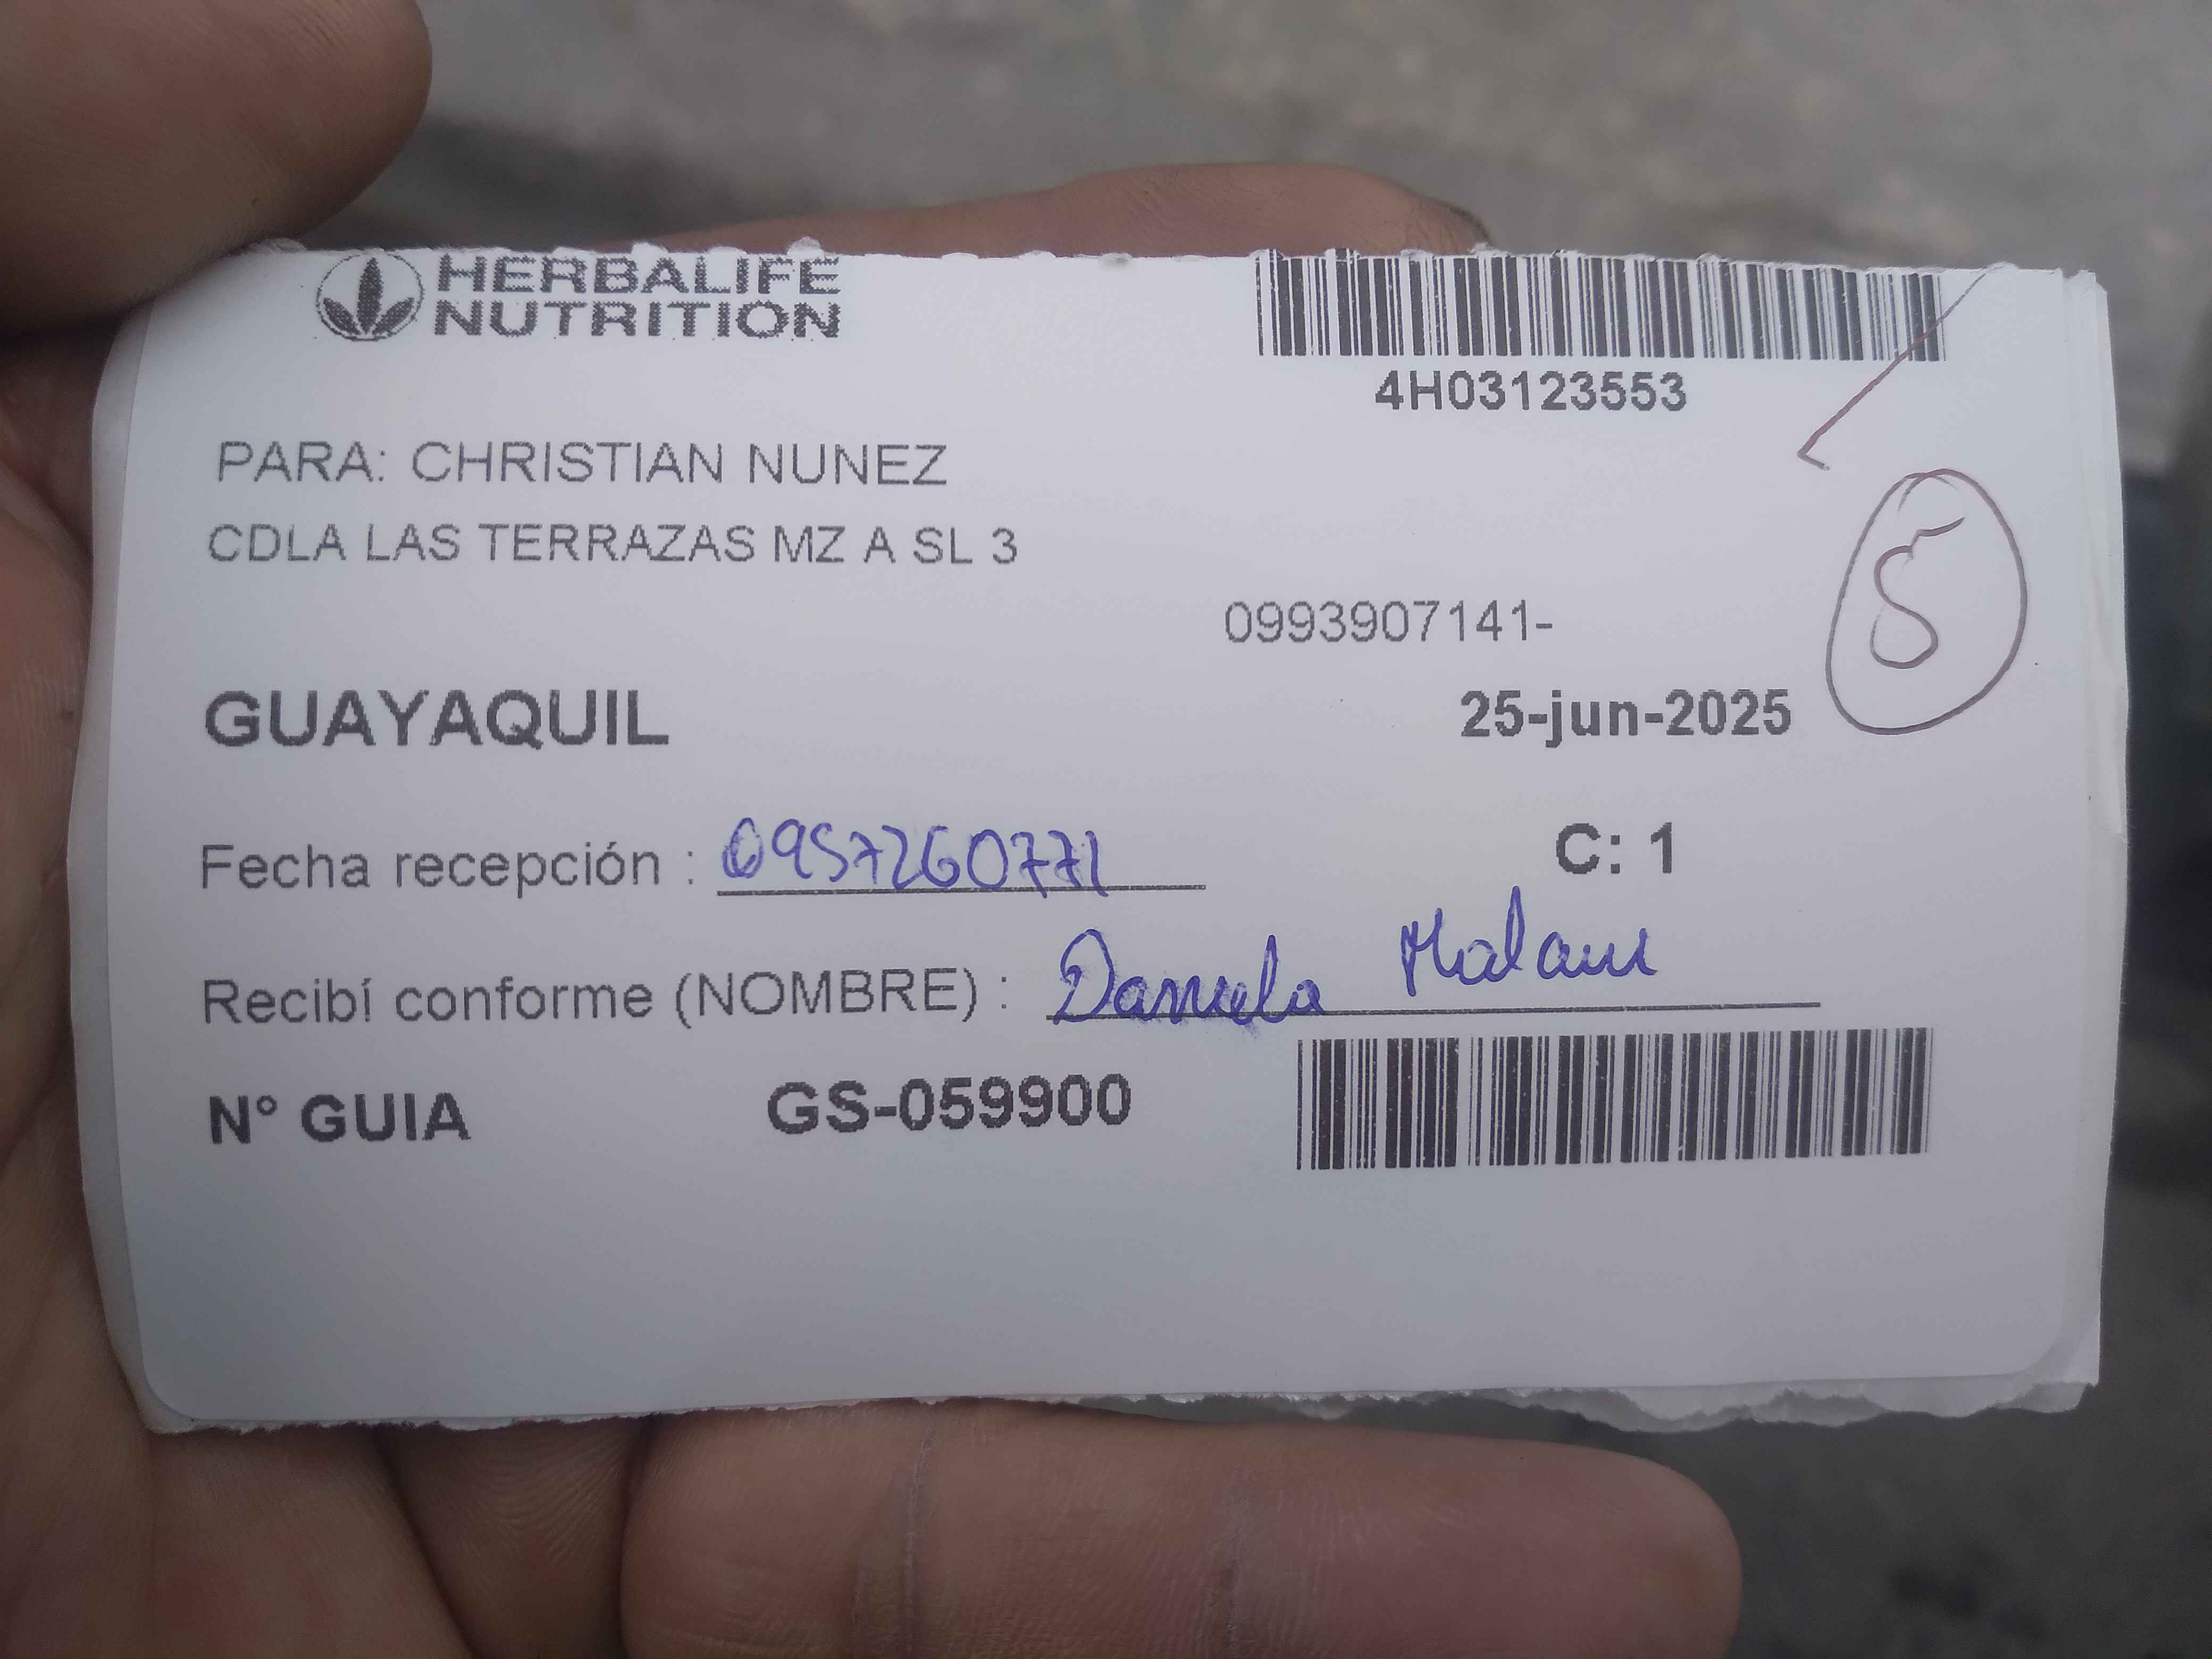 HERBALIFE
NUTRITION
4H03123553
PARA: CHRISTIAN NUNEZ
CDLA LAS TERRAZAS MZ A SL 3
0993907141-
5
GUAYAQUIL
25-jun-2025
Fecha recepción : 0957260771
C: 1
Recibí conforme (NOMBRE) : Daniela
N° GUIA GS-059900